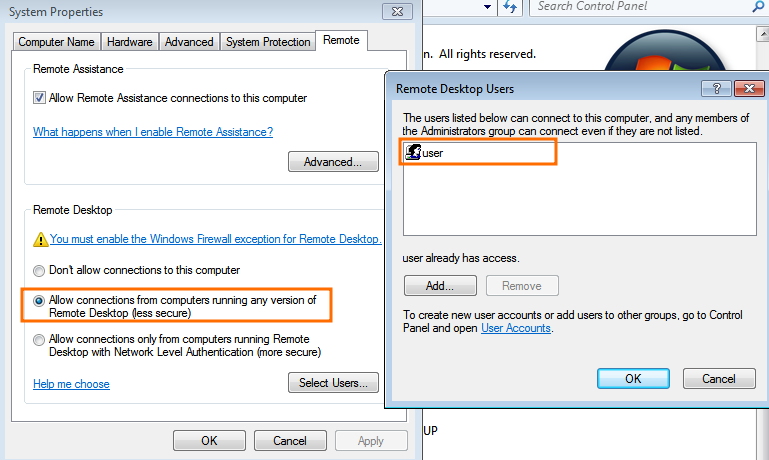 System Properties
Computer Name
Hardware
Advanced
System Protection
Remote
Remote Assistance
Allow Remote Assistance connections to this computer
What happens when I enable Remote Assistance?
Advanced...
Remote Desktop
You must enable the Windows Firewall exception for Remote Desktop.
Don't allow connections to this computer
Allow connections from computers running any version of
Remote Desktop (less secure)
Allow connections only from computers running Remote
Desktop with Network Level Authentication (more secure)
Help me choose
Select Users...
OK
Cancel
Apply
Search Control Panel
n. All rights reserved.
Remote Desktop Users
?
The users listed below can connect to this computer, and any members
of the Administrators group can connect even if they are not listed.
user
user already has access.
Add...
Remove
To create new user accounts or add users to other groups, go to Control
Panel and open User Accounts.
OK
Cancel
UP